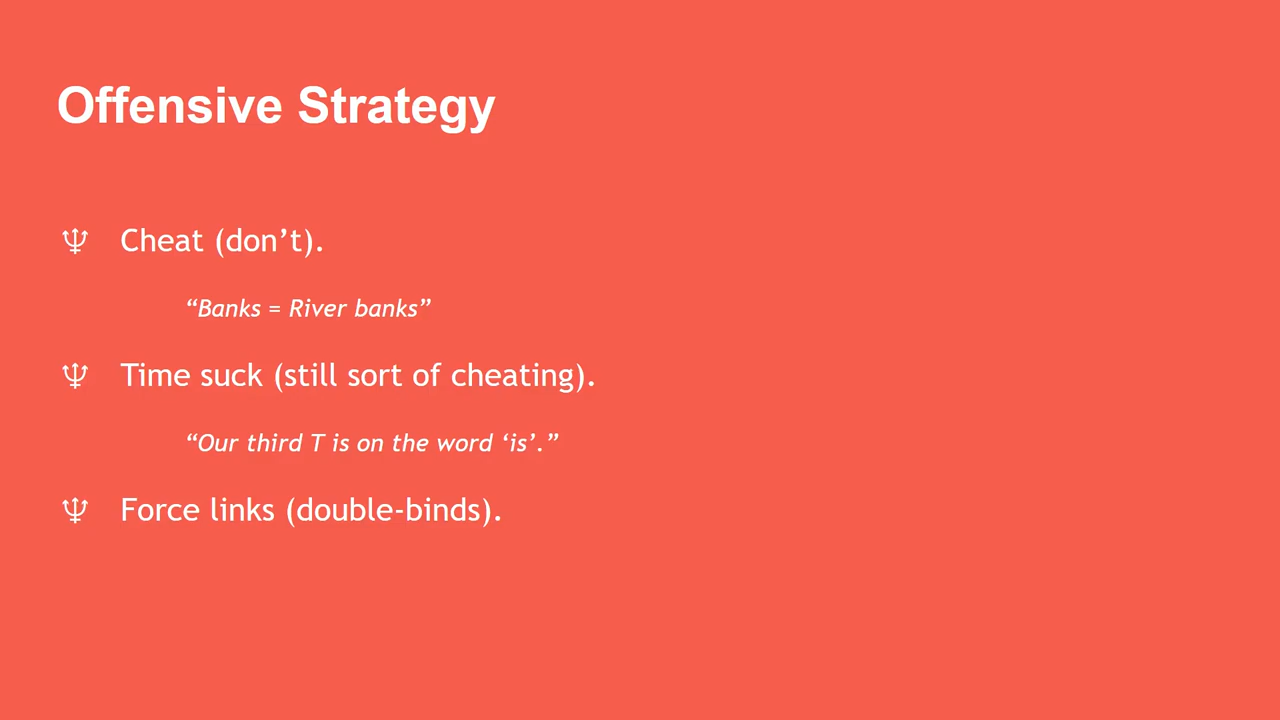 Offensive Strategy
♆ Cheat (don’t).
“Banks = River banks”
♆ Time suck (still sort of cheating).
“Our third T is on the word ‘is’.”
♆ Force links (double-binds).